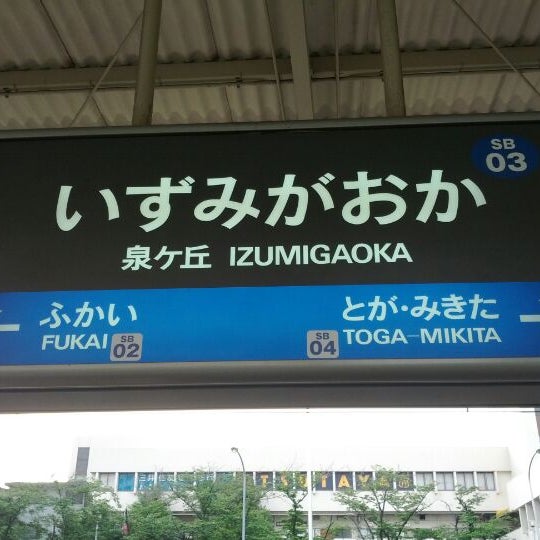 SB
03
いずみがおか
泉ケ丘 IZUMIGAOKA
← ふかい
FUKAI SB 02
とが・みきた
SB 04 TOGA-MIKITA
TSUTAYA